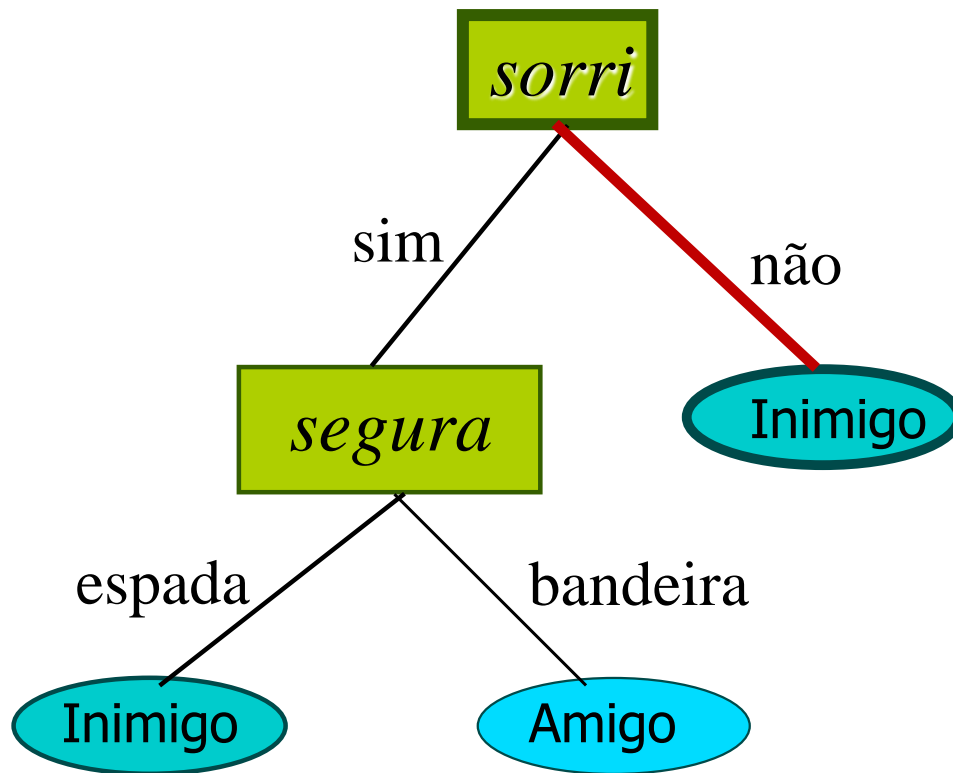 sorri
sim
não
segura
Inimigo
espada
bandeira
Inimigo
Amigo